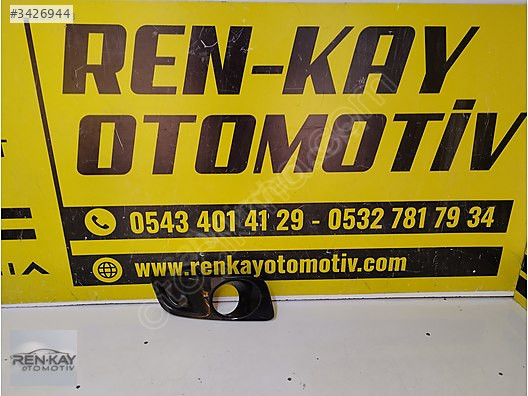 #3426944
REN-KAY
OTOMOTİV
0543 401 41 29 - 0532 781 79 34
www.renkayotomotiv.com
REN-KAY
OTOMOTİV